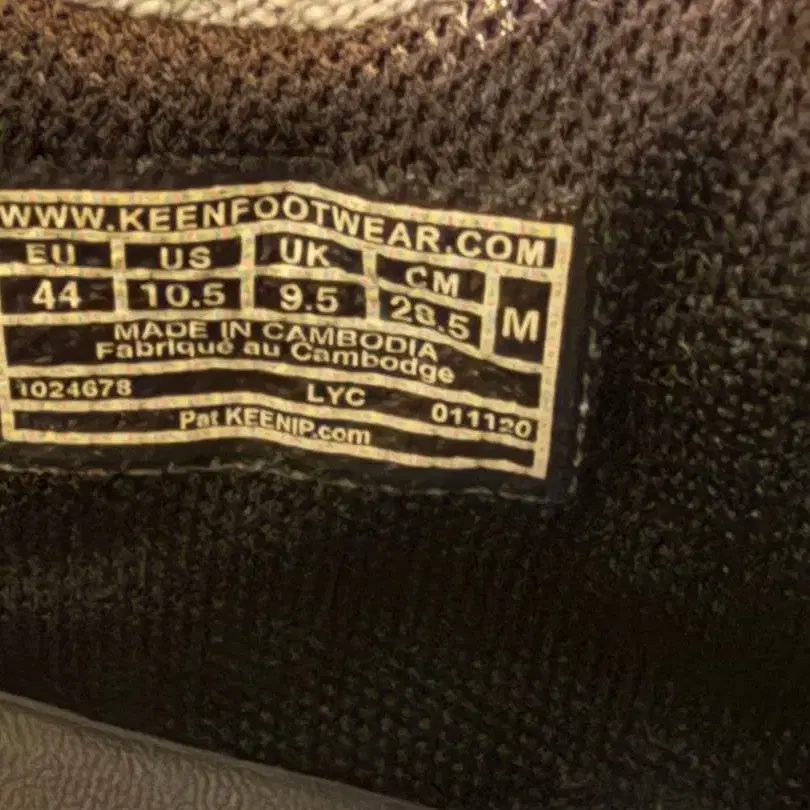 WWW.KEENFOOTWEAR.COM
EU US UK CM M
44 10.5 9.5 28.5
MADE IN CAMBODIA
Fabriqué au Cambodge
1024678 LYC 011120
Pat KEENIP.com